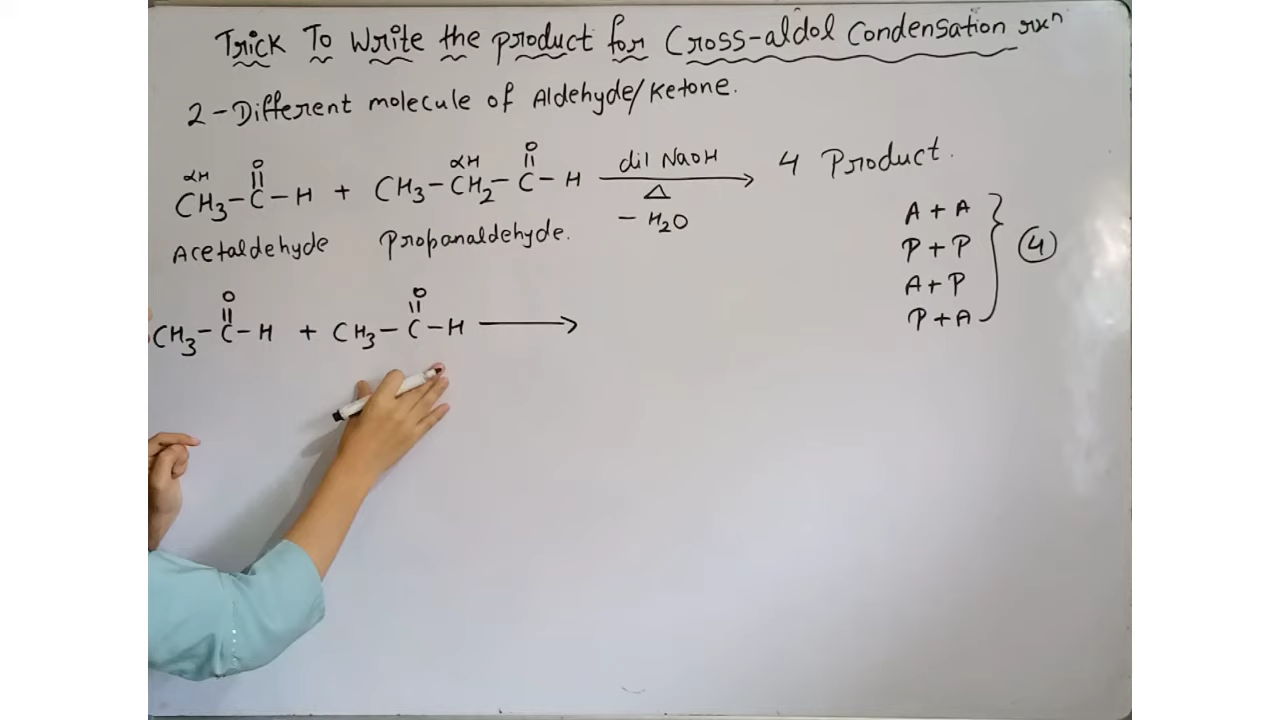 Trick To Write the product for Cross-aldol Condensation rxⁿ
2-Different molecule of Aldehyde/Ketone.
αH O αH O dil NaOH 4 Product.
CH₃-C-H + CH₃-CH₂-C-H △
-H₂O
Acetaldehyde Propanaldehyde.
A + A
P + P
A + P
P + A
④
O O
CH₃-C-H + CH₃-C-H ⟶